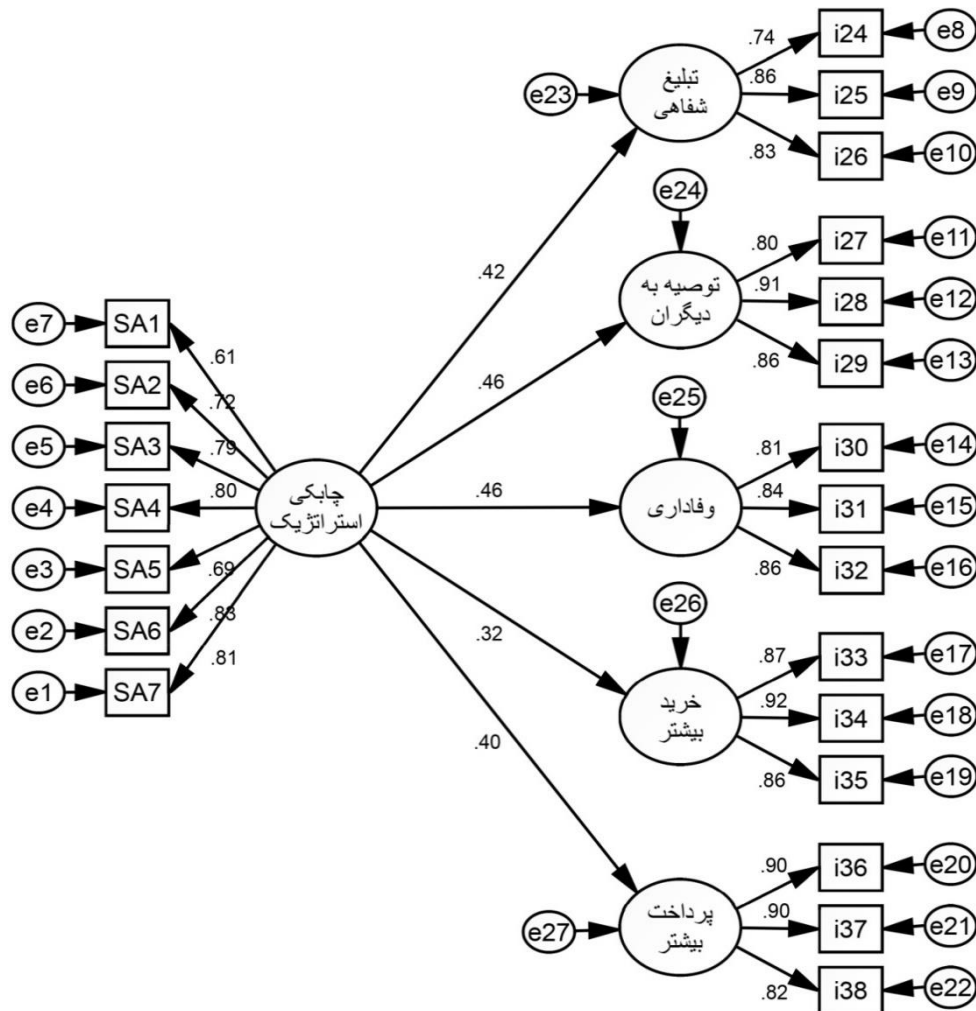 e7
SA1
.61
e6
SA2
.72
e5
SA3
.79
e4
SA4
.80
e3
SA5
.69
e2
SA6
.83
e1
SA7
.81
چابکی
استراتژیک
.42
.46
.46
.32
.40
e23
تبلیغ
شفاهی
.74
i24
e8
.86
i25
e9
.83
i26
e10
e24
توصیه به
دیگران
.80
i27
e11
.91
i28
e12
.86
i29
e13
e25
وفاداری
.81
i30
e14
.84
i31
e15
.86
i32
e16
e26
خرید
بیشتر
.87
i33
e17
.92
i34
e18
.86
i35
e19
e27
پرداخت
بیشتر
.90
i36
e20
.90
i37
e21
.82
i38
e22